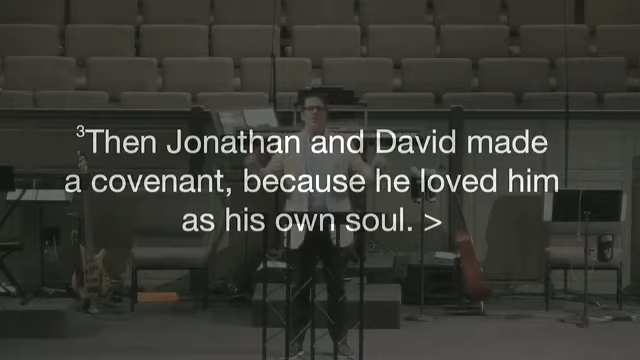 ³Then Jonathan and David made
a covenant, because he loved him
as his own soul. >